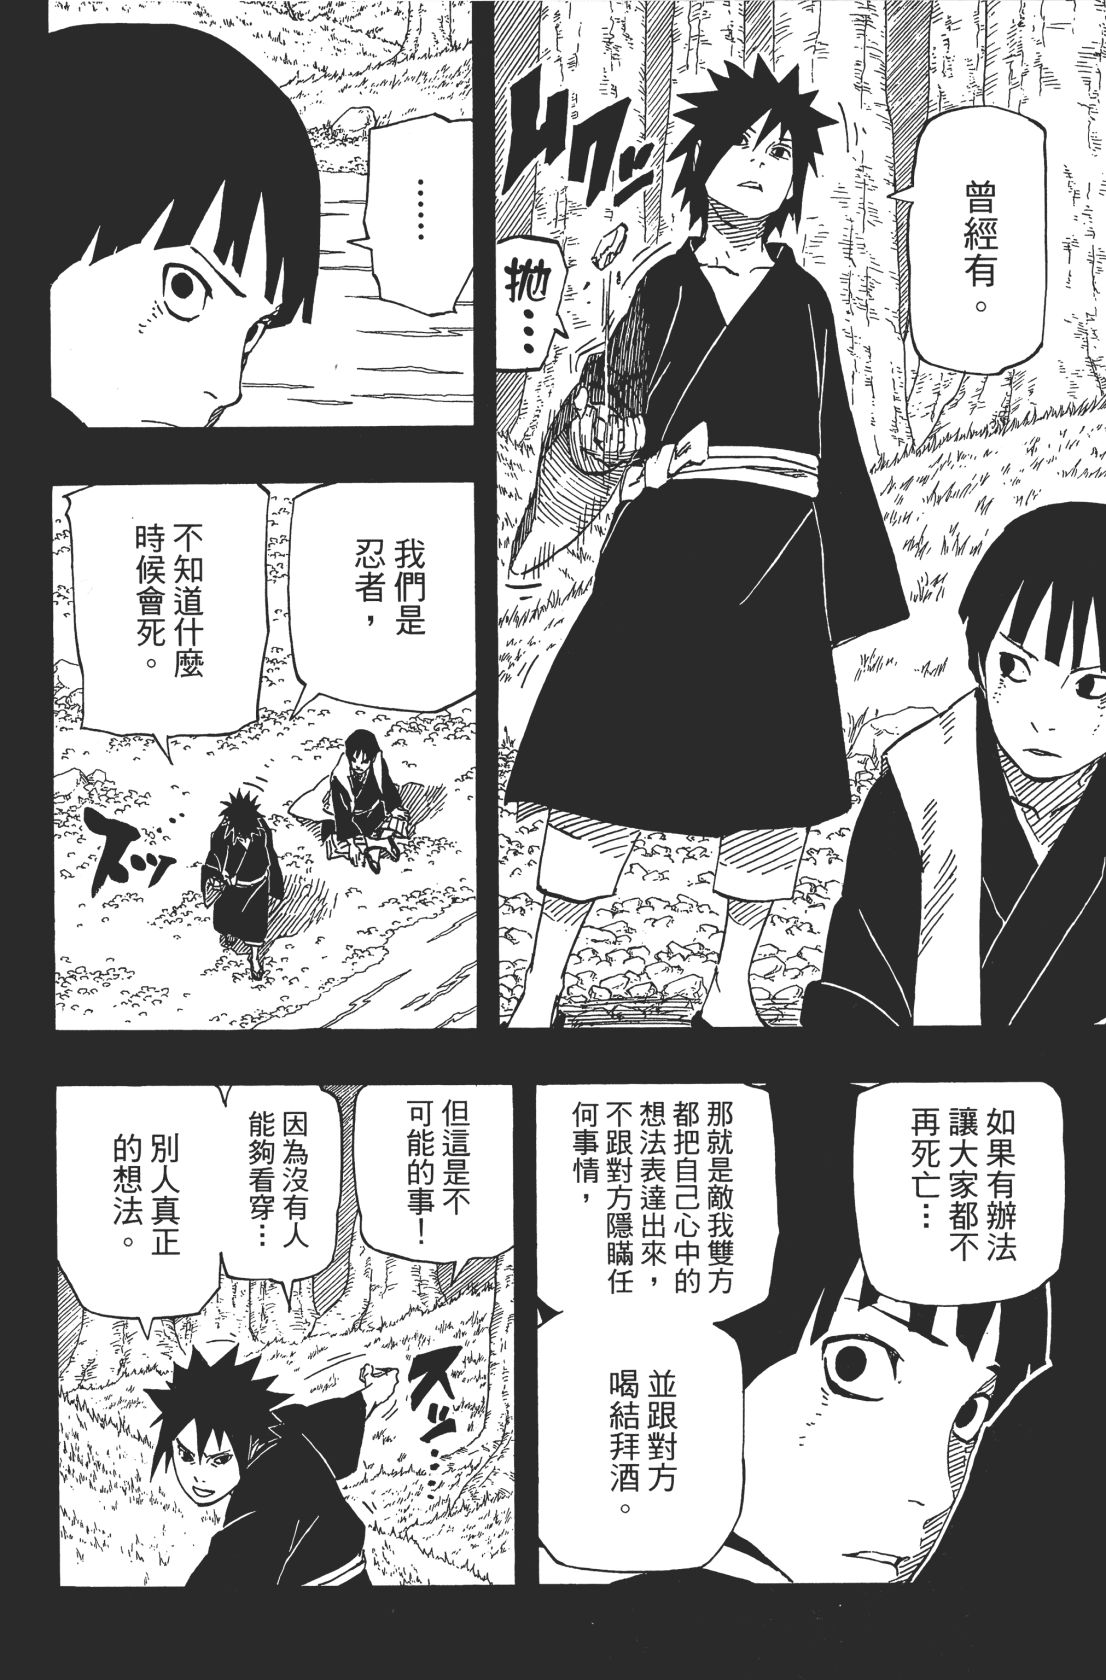 曾經有。
ムクッ
拋……
……
我們是
忍者，
不知道什麼
時候會死。
ズッ…
如果有辦法
讓大家都不
再死亡…
那就是敵我雙方
都把自己心中的
想法表達出來，
不跟對方隱瞞任
何事情，
並跟對方
喝結拜酒。
但這是不
可能的事！
因為沒有人
能夠看穿…
別人真正
的想法。
スッ……